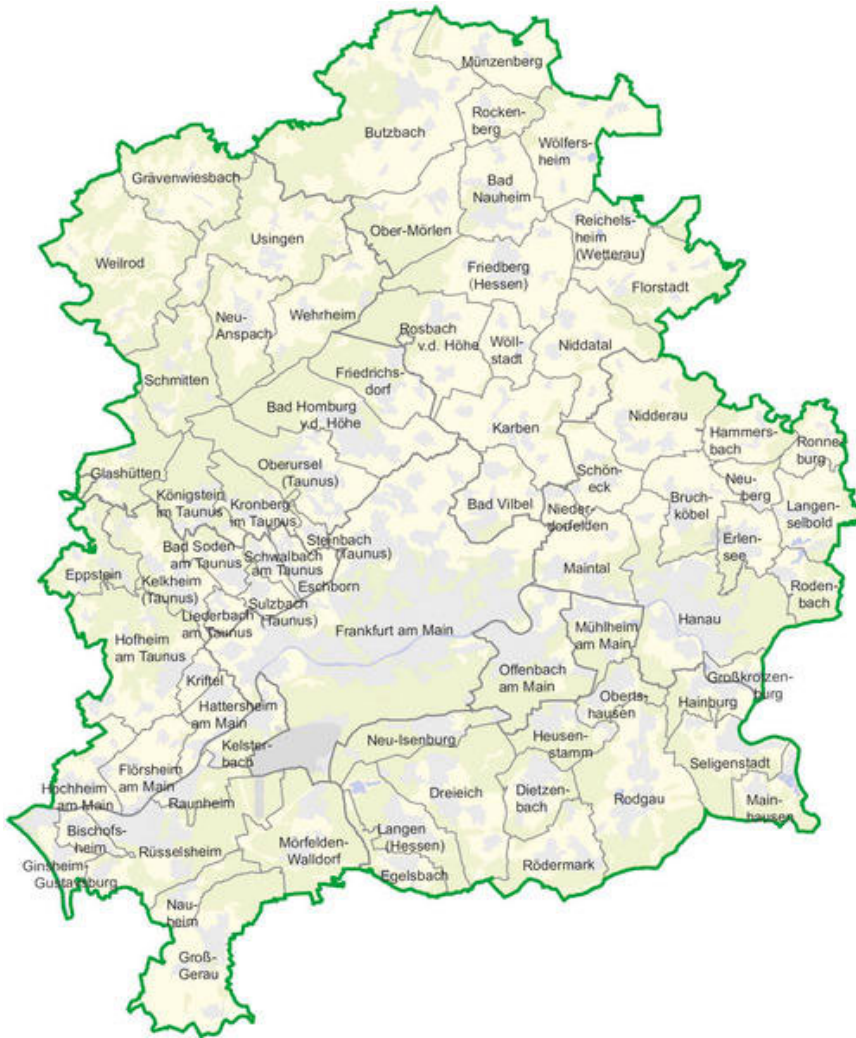 Münzenberg
Rocken-
berg
Butzbach
Wölfers-
heim
Grävenwiesbach
Bad
Nauheim
Reichels-
heim
(Wetterau)
Usingen
Ober-Mörlen
Weilrod
Friedberg
(Hessen)
Florstadt
Neu-
Anspach
Wehrheim
Rosbach
v.d. Höhe
Wöll-
stadt
Niddatal
Schmitten
Friedrichs-
dorf
Bad Homburg
v.d. Höhe
Karben
Nidderau
Hammers-
bach
Ronne
burg
Glashütten
Oberursel
(Taunus)
Schön-
eck
Neu-
berg
Königstein
im Taunus
Kronberg
im Taunus
Bad Vilbel
Nieder-
dorfelden
Bruch-
köbel
Langen-
selbold
Steinbach
(Taunus)
Bad Soden
am Taunus
Schwalbach
am Taunus
Erlen-
see
Eppstein
Kelkheim
(Taunus)
Eschborn
Maintal
Roden-
bach
Sulzbach
(Taunus)
Liederbach
am Taunus
Hofheim
am Taunus
Frankfurt am Main
Mühlheim
am Main
Hanau
Kriftel
Offenbach
am Main
Großkrotzen-
burg
Hattersheim
am Main
Oberts-
hausen
Hainburg
Kelster-
bach
Neu-Isenburg
Heusen-
stamm
Seligenstadt
Flörsheim
am Main
Hochheim
am Main
Raunheim
Dreieich
Dietzen-
bach
Rodgau
Main-
hausen
Bischofs-
heim
Rüsselsheim
Mörfelden-
Walldorf
Langen
(Hessen)
Ginsheim-
Gustavsburg
Egelsbach
Rödermark
Nau-
heim
Groß-
Gerau